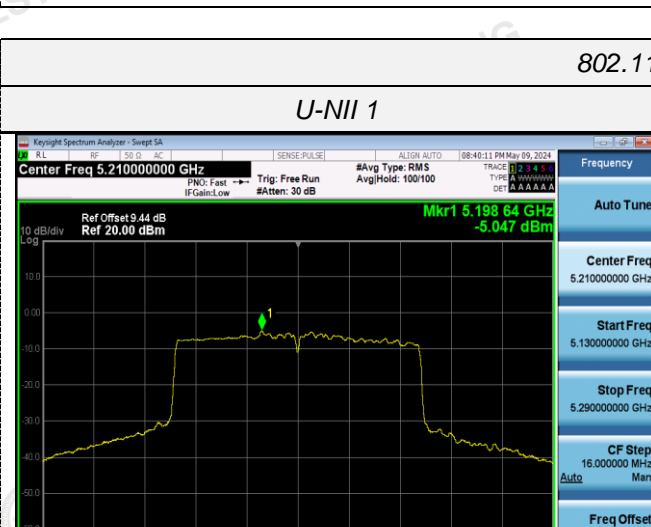 802.11
U-NII 1
Keysight Spectrum Analyzer - Swept SA
RL RF 50 Ω AC SENSE:PULSE ALIGN AUTO 08:40:11 PM May 09, 2024
Center Freq 5.210000000 GHz
PNO: Fast
IFGain:Low
Trig: Free Run
#Atten: 30 dB
#Avg Type: RMS
Avg|Hold: 100/100
TRACE 1 2 3 4 5 6
TYPE A WWWWW
DET A A A A A A
Frequency
Auto Tune
Mkr1 5.198 64 GHz
-5.047 dBm
Ref Offset 9.44 dB
Ref 20.00 dBm
10 dB/div
Log
10.0
0.00
-10.0
-20.0
-30.0
-40.0
-50.0
1
Center Freq
5.210000000 GHz
Start Freq
5.130000000 GHz
Stop Freq
5.290000000 GHz
CF Step
16.000000 MHz
Auto Man
Freq Offset